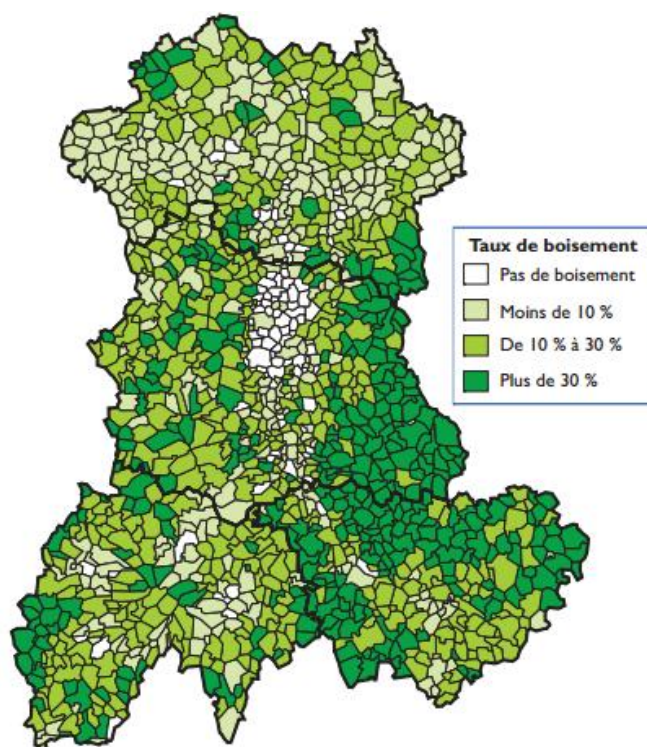 Taux de boisement
Pas de boisement
Moins de 10 %
De 10 % à 30 %
Plus de 30 %